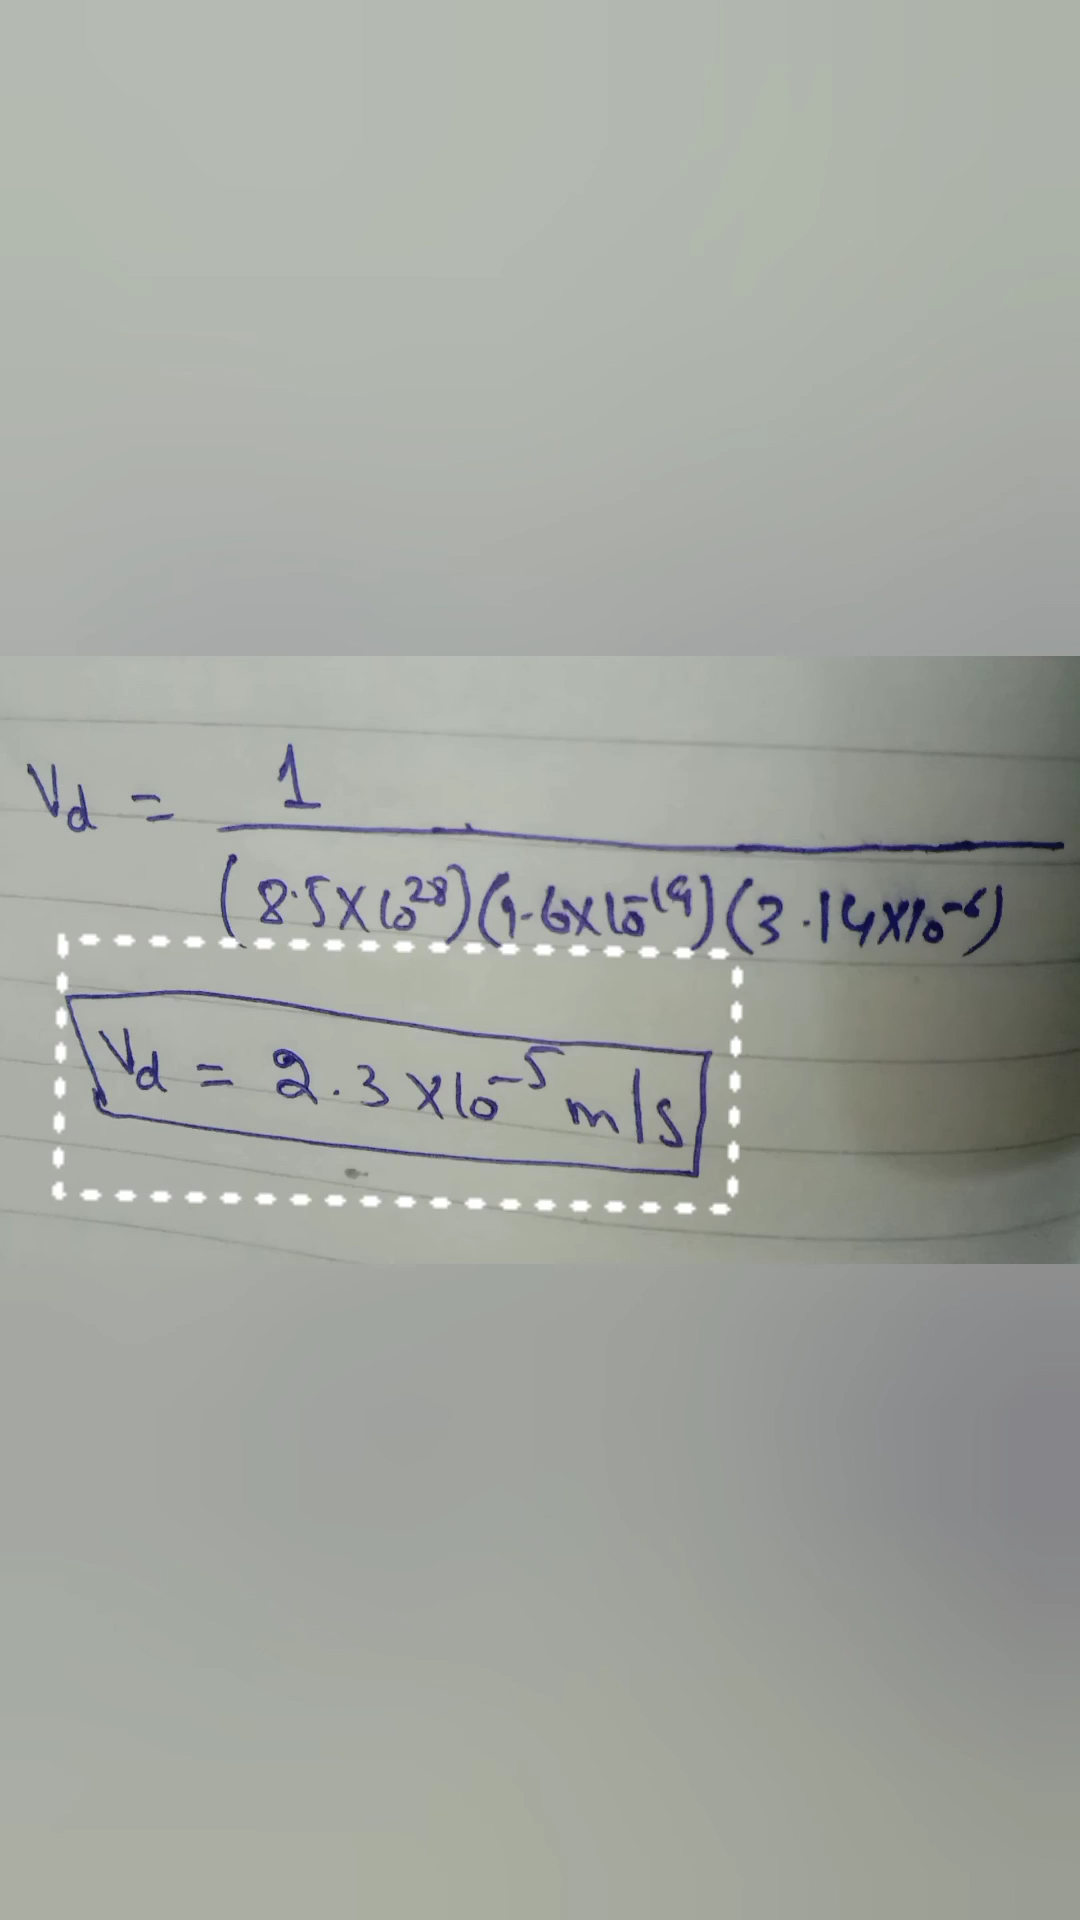 Vd = 1 / (8.5×10²⁸)(1.6×10⁻¹⁹)(3.14×10⁻⁶)
Vd = 2.3×10⁻⁵ m/s